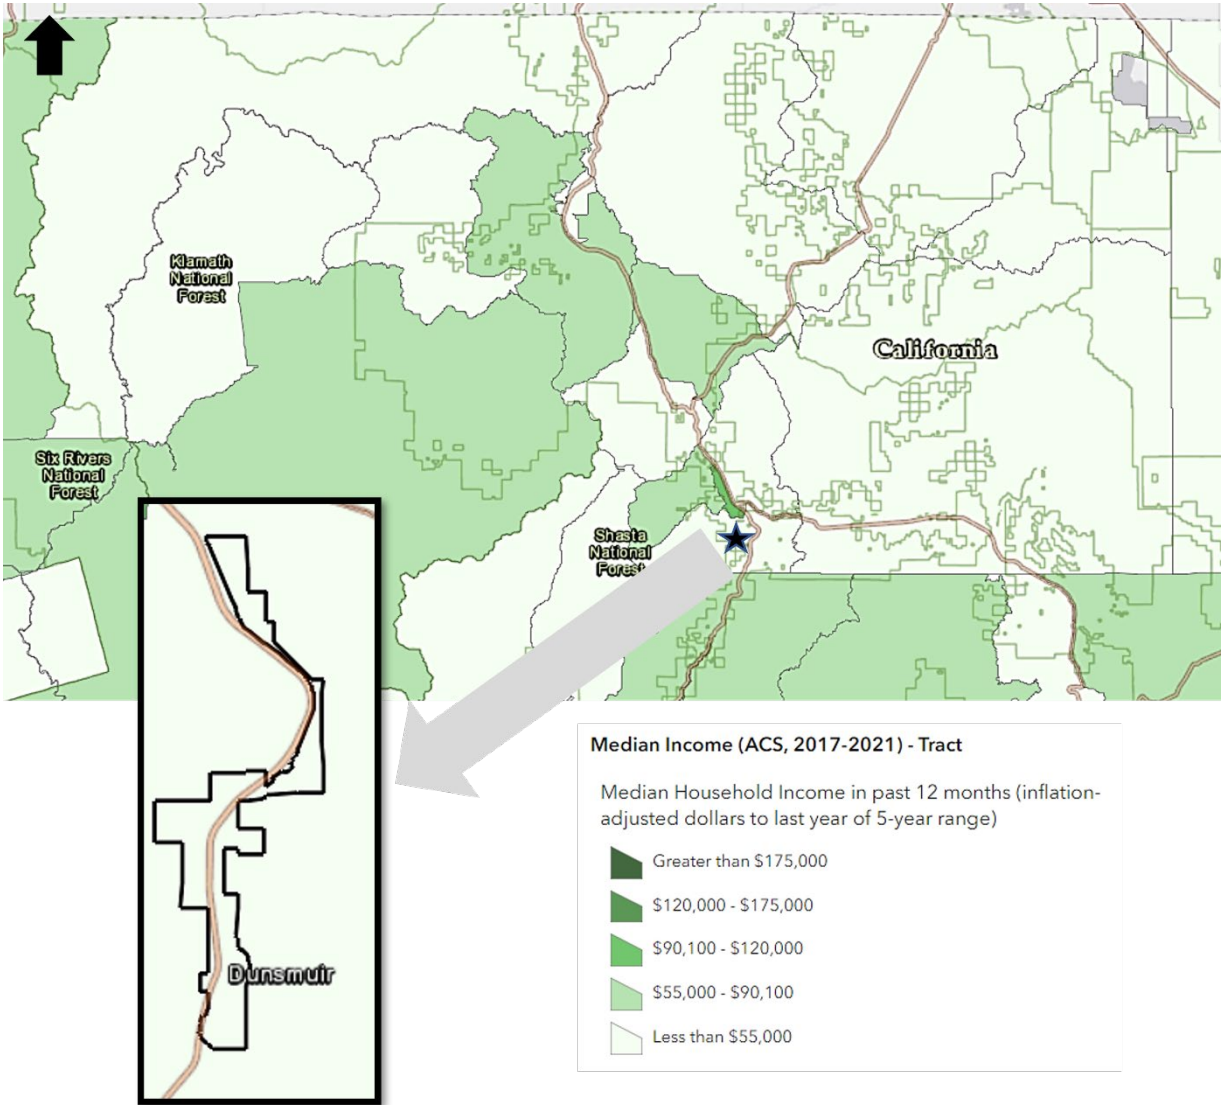 Klamath
National
Forest
California
Six Rivers
National
Forest
Shasta
National
Forest
Dunsmuir
Median Income (ACS, 2017-2021) - Tract
Median Household Income in past 12 months (inflation-
adjusted dollars to last year of 5-year range)
Greater than $175,000
$120,000 - $175,000
$90,100 - $120,000
$55,000 - $90,100
Less than $55,000